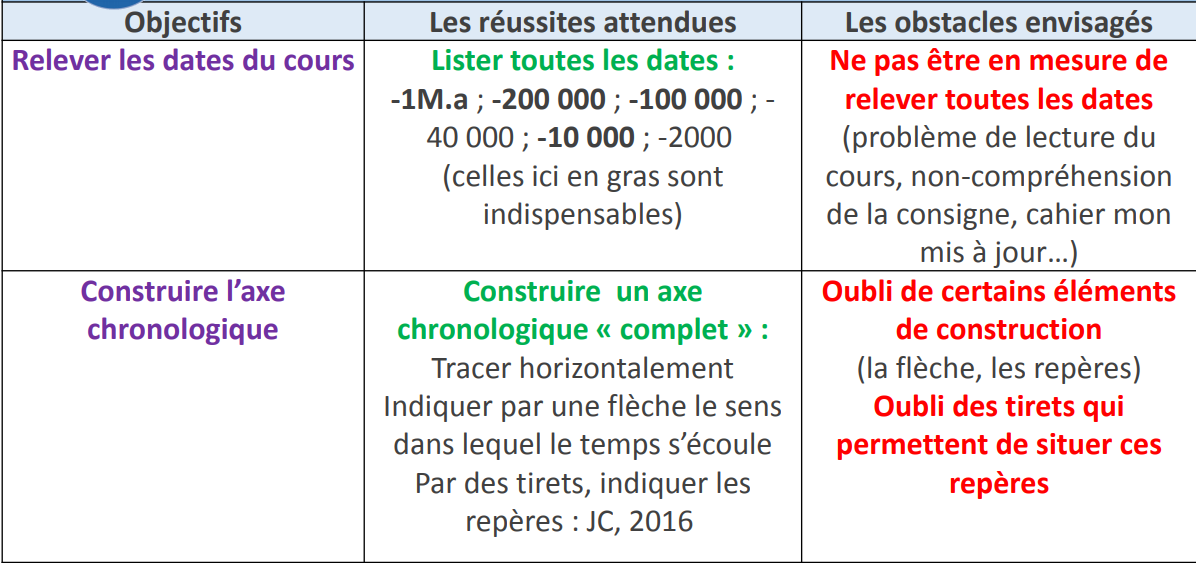 Objectifs
Les réussites attendues
Les obstacles envisagés
Relever les dates du cours
Lister toutes les dates :
-1M.a ; -200 000 ; -100 000 ; -
40 000 ; -10 000 ; -2000
(celles ici en gras sont
indispensables)
Ne pas être en mesure de
relever toutes les dates
(problème de lecture du
cours, non-compréhension
de la consigne, cahier mon
mis à jour...)
Construire l’axe
chronologique
Construire un axe
chronologique « complet » :
Tracer horizontalement
Indiquer par une flèche le sens
dans lequel le temps s’écoule
Par des tirets, indiquer les
repères : JC, 2016
Oubli de certains éléments
de construction
(la flèche, les repères)
Oubli des tirets qui
permettent de situer ces
repères